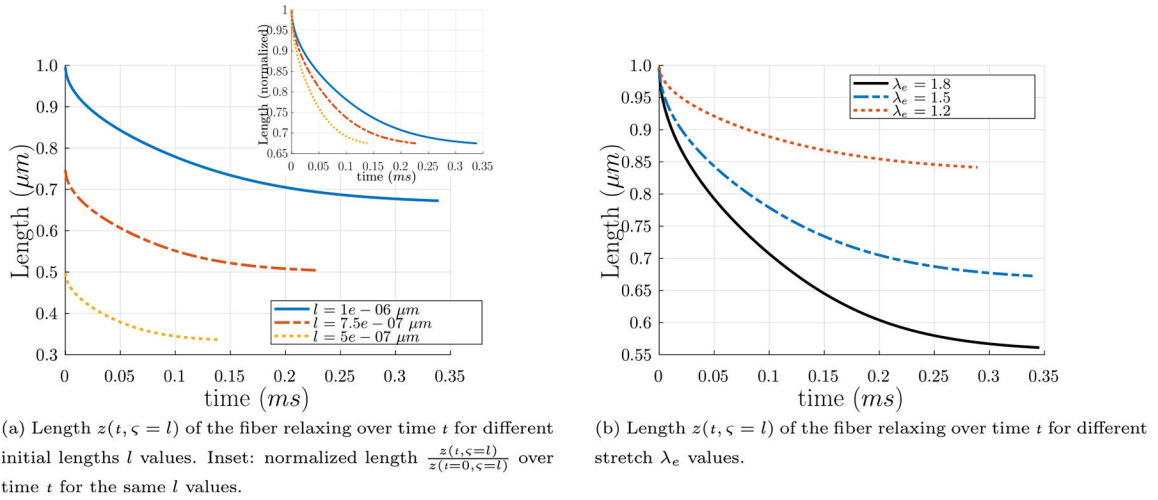 1
0.95
0.9
0.85
0.8
0.75
0.7
0.65
0 0.05 0.1 0.15 0.2 0.25 0.3 0.35
Length (normalized)
time (ms)
1.0
0.9
0.8
0.7
0.6
0.5
0.4
0.3
0 0.05 0.1 0.15 0.2 0.25 0.3 0.35
Length (μm)
time (ms)
l = 1e − 06 μm
l = 7.5e − 07 μm
l = 5e − 07 μm
(a) Length z(t, ς = l) of the fiber relaxing over time t for different
initial lengths l values. Inset: normalized length z(t,ς=l)/z(t=0,ς=l) over
time t for the same l values.
1.0
0.95
0.9
0.85
0.8
0.75
0.7
0.65
0.6
0.55
0 0.05 0.1 0.15 0.2 0.25 0.3 0.35
Length (μm)
time (ms)
λe = 1.8
λe = 1.5
λe = 1.2
(b) Length z(t, ς = l) of the fiber relaxing over time t for different
stretch λe values.